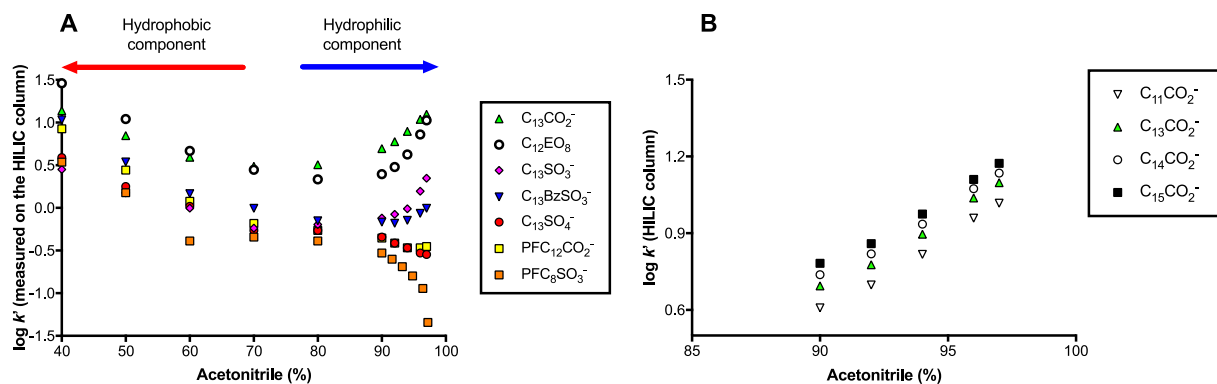 A
Hydrophobic
component
Hydrophilic
component
log k' (measured on the HILIC column)
1.5
1.0
0.5
0.0
-0.5
-1.0
-1.5
40 50 60 70 80 90 100
Acetonitrile (%)
C₁₃CO₂⁻
C₁₂EO₈
C₁₃SO₃⁻
C₁₃BzSO₃⁻
C₁₃SO₄⁻
PFC₁₂CO₂⁻
PFC₈SO₃⁻
B
log k' (HILIC column)
1.5
1.2
0.9
0.6
85 90 95 100
Acetonitrile (%)
C₁₁CO₂⁻
C₁₃CO₂⁻
C₁₄CO₂⁻
C₁₅CO₂⁻